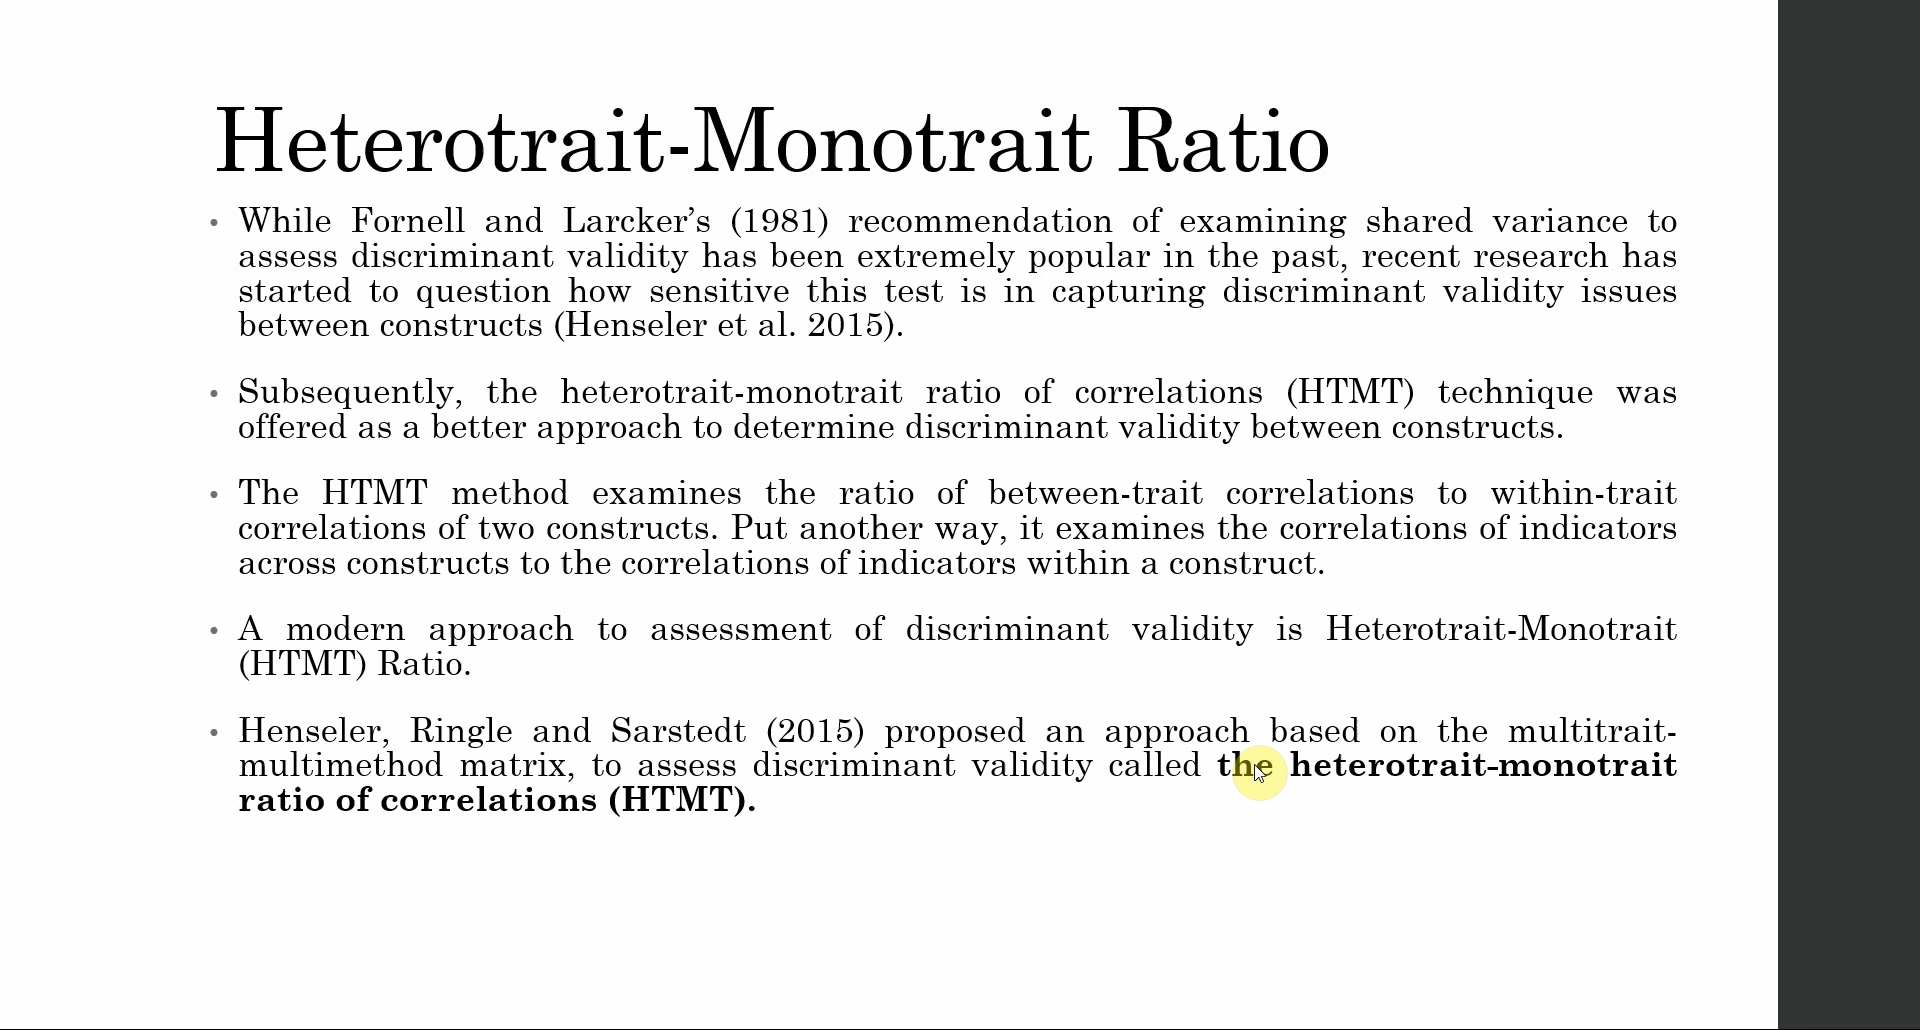 Heterotrait-Monotrait Ratio
• While Fornell and Larcker’s (1981) recommendation of examining shared variance to
assess discriminant validity has been extremely popular in the past, recent research has
started to question how sensitive this test is in capturing discriminant validity issues
between constructs (Henseler et al. 2015).
• Subsequently, the heterotrait-monotrait ratio of correlations (HTMT) technique was
offered as a better approach to determine discriminant validity between constructs.
• The HTMT method examines the ratio of between-trait correlations to within-trait
correlations of two constructs. Put another way, it examines the correlations of indicators
across constructs to the correlations of indicators within a construct.
• A modern approach to assessment of discriminant validity is Heterotrait-Monotrait
(HTMT) Ratio.
• Henseler, Ringle and Sarstedt (2015) proposed an approach based on the multitrait-
multimethod matrix, to assess discriminant validity called the heterotrait-monotrait
ratio of correlations (HTMT).